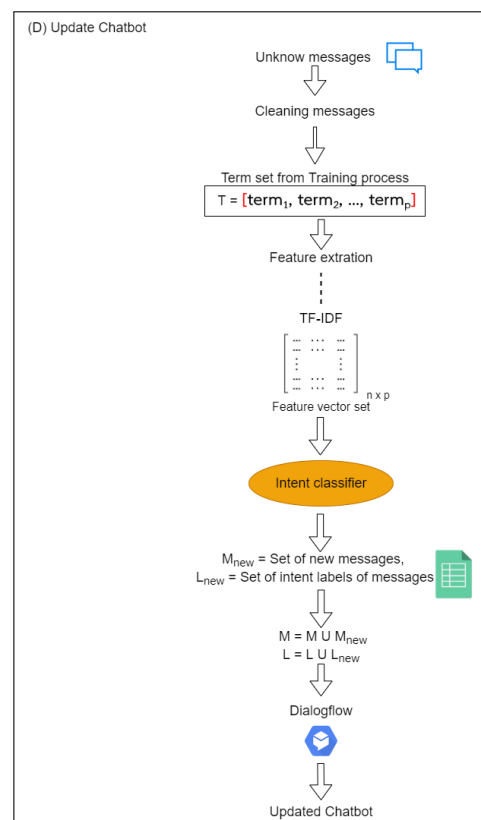 (D) Update Chatbot
Unknow messages
Cleaning messages
Term set from Training process
T = [term₁, term₂, ..., termₚ]
Feature extration
TF-IDF
... ... ...
... ... ...
⋮ ⋮
... ... ...
... ... ...
n x p
Feature vector set
Intent classifier
Mnew = Set of new messages,
Lnew = Set of intent labels of messages
M = M U Mnew
L = L U Lnew
Dialogflow
Updated Chatbot